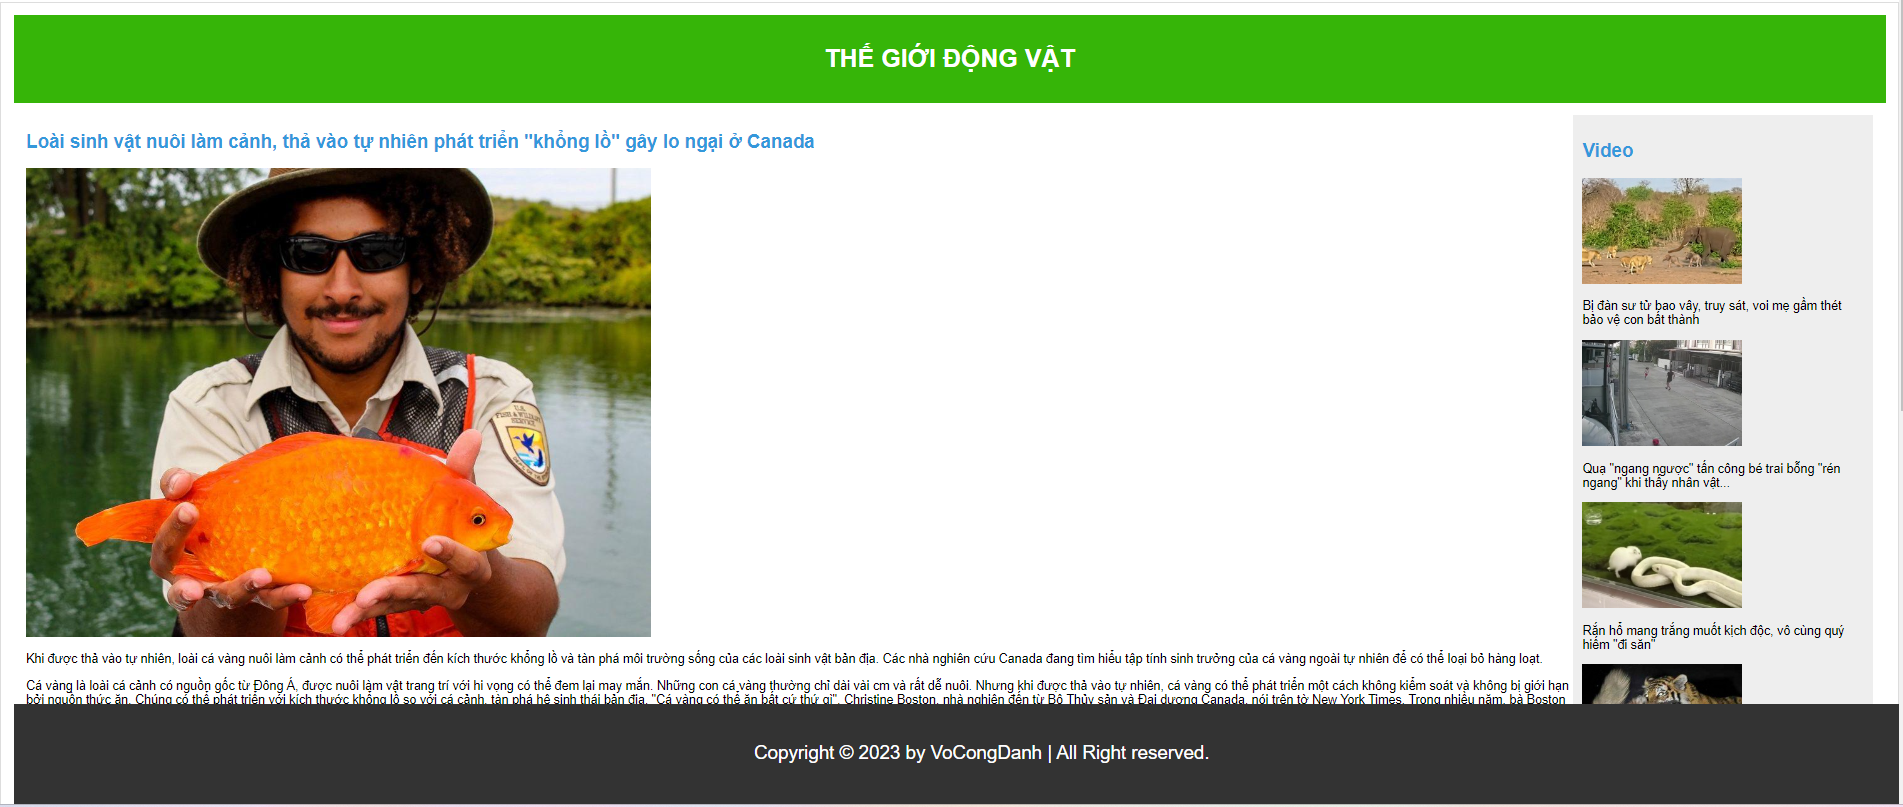 THẾ GIỚI ĐỘNG VẬT
Loài sinh vật nuôi làm cảnh, thả vào tự nhiên phát triển "khổng lồ" gây lo ngại ở Canada
Khi được thả vào tự nhiên, loài cá vàng nuôi làm cảnh có thể phát triển đến kích thước khổng lồ và tàn phá môi trường sống của các loài sinh vật bản địa. Các nhà nghiên cứu Canada đang tìm hiểu tập tính sinh trưởng của cá vàng ngoài tự nhiên để có thể loại bỏ hàng loạt.
Cá vàng là loài cá cảnh có nguồn gốc từ Đông Á, được nuôi làm vật trang trí với hi vọng có thể đem lại may mắn. Những con cá vàng thường chỉ dài vài cm và rất dễ nuôi. Nhưng khi được thả vào tự nhiên, cá vàng có thể phát triển một cách không kiểm soát và không bị giới hạn
bởi nguồn thức ăn. Chúng có thể phát triển với kích thước khổng lồ so với cá cảnh, tàn phá hệ sinh thái bản địa. "Cá vàng có thể ăn bất cứ thứ gì", Christine Boston, nhà nghiên đến từ Bộ Thủy sản và Đại dương Canada, nói trên tờ New York Times. Trong nhiều năm, bà Boston
Video
Bị đàn sư tử bao vây, truy sát, voi mẹ gầm thét
bảo vệ con bất thành
Quạ "ngang ngược" tấn công bé trai bỗng "rén
ngang" khi thấy nhân vật...
Rắn hổ mang trắng muốt kịch độc, vô cùng quý
hiếm "đi săn"
U.S.
FISH & WILDLIFE
SERVICE
Copyright © 2023 by VoCongDanh | All Right reserved.